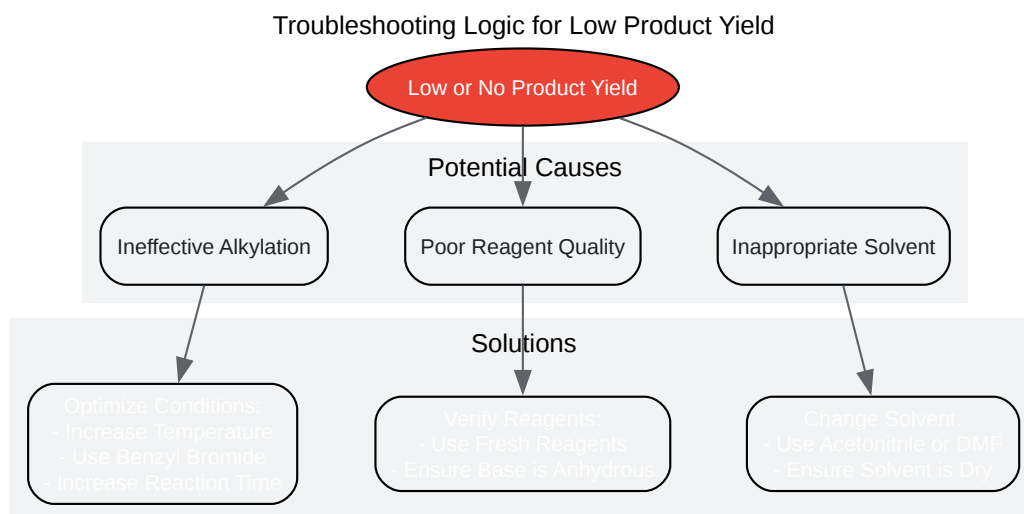 Troubleshooting Logic for Low Product Yield
Low or No Product Yield
Potential Causes
Ineffective Alkylation
Poor Reagent Quality
Inappropriate Solvent
Solutions
Optimize Conditions:
- Increase Temperature
- Use Benzyl Bromide
- Increase Reaction Time
Verify Reagents:
- Use Fresh Reagents
- Ensure Base is Anhydrous
Change Solvent:
- Use Acetonitrile or DMF
- Ensure Solvent is Dry